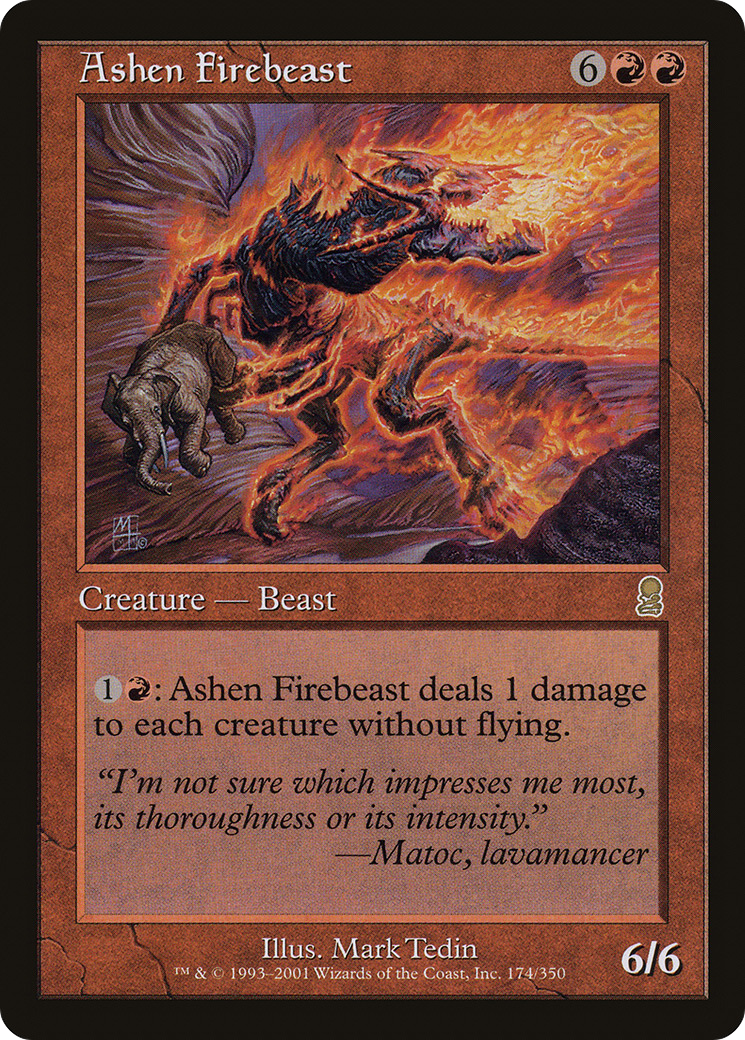 Ashen Firebeast 6
Creature — Beast
1 : Ashen Firebeast deals 1 damage
to each creature without flying.
“I'm not sure which impresses me most,
its thoroughness or its intensity.”
—Matoc, lavamancer
Illus. Mark Tedin
™ & © 1993–2001 Wizards of the Coast, Inc. 174/350
6/6